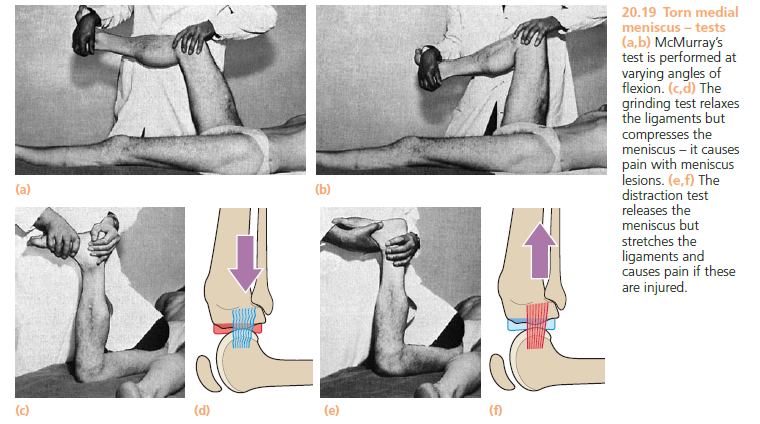 (a)
(b)
(c)
(d)
(e)
(f)
20.19 Torn medial
meniscus – tests
(a,b) McMurray's
test is performed at
varying angles of
flexion. (c,d) The
grinding test relaxes
the ligaments but
compresses the
meniscus – it causes
pain with meniscus
lesions. (e,f) The
distraction test
releases the
meniscus but
stretches the
ligaments and
causes pain if these
are injured.